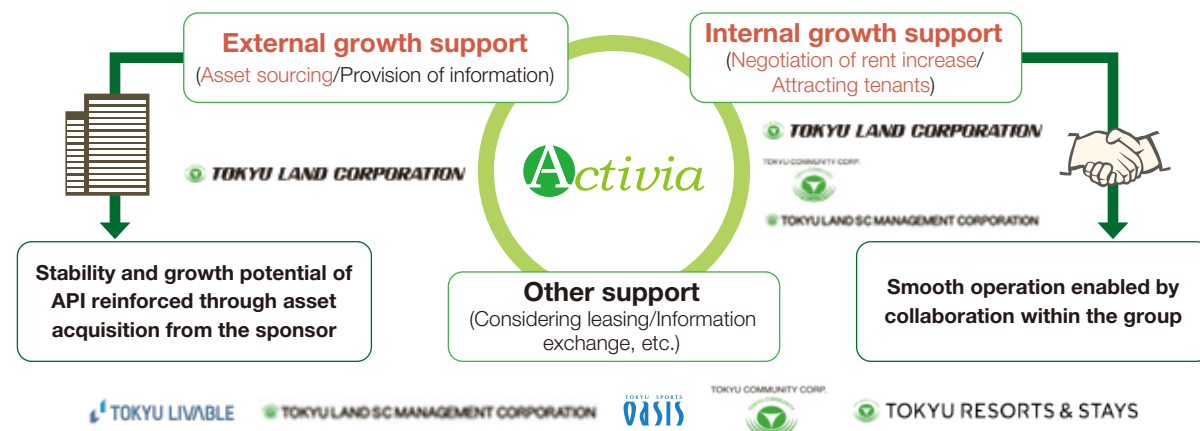 External growth support
(Asset sourcing/Provision of information)
Internal growth support
(Negotiation of rent increase/
Attracting tenants)
TOKYU LAND CORPORATION
Activia
TOKYU LAND CORPORATION
TOKYU COMMUNITY CORP.
TOKYU LAND SC MANAGEMENT CORPORATION
Stability and growth potential of
API reinforced through asset
acquisition from the sponsor
Other support
(Considering leasing/Information
exchange, etc.)
Smooth operation enabled by
collaboration within the group
TOKYU LIVABLE
TOKYU LAND SC MANAGEMENT CORPORATION
TOKYU SPORTS
OASIS
TOKYU COMMUNITY CORP.
TOKYU RESORTS & STAYS